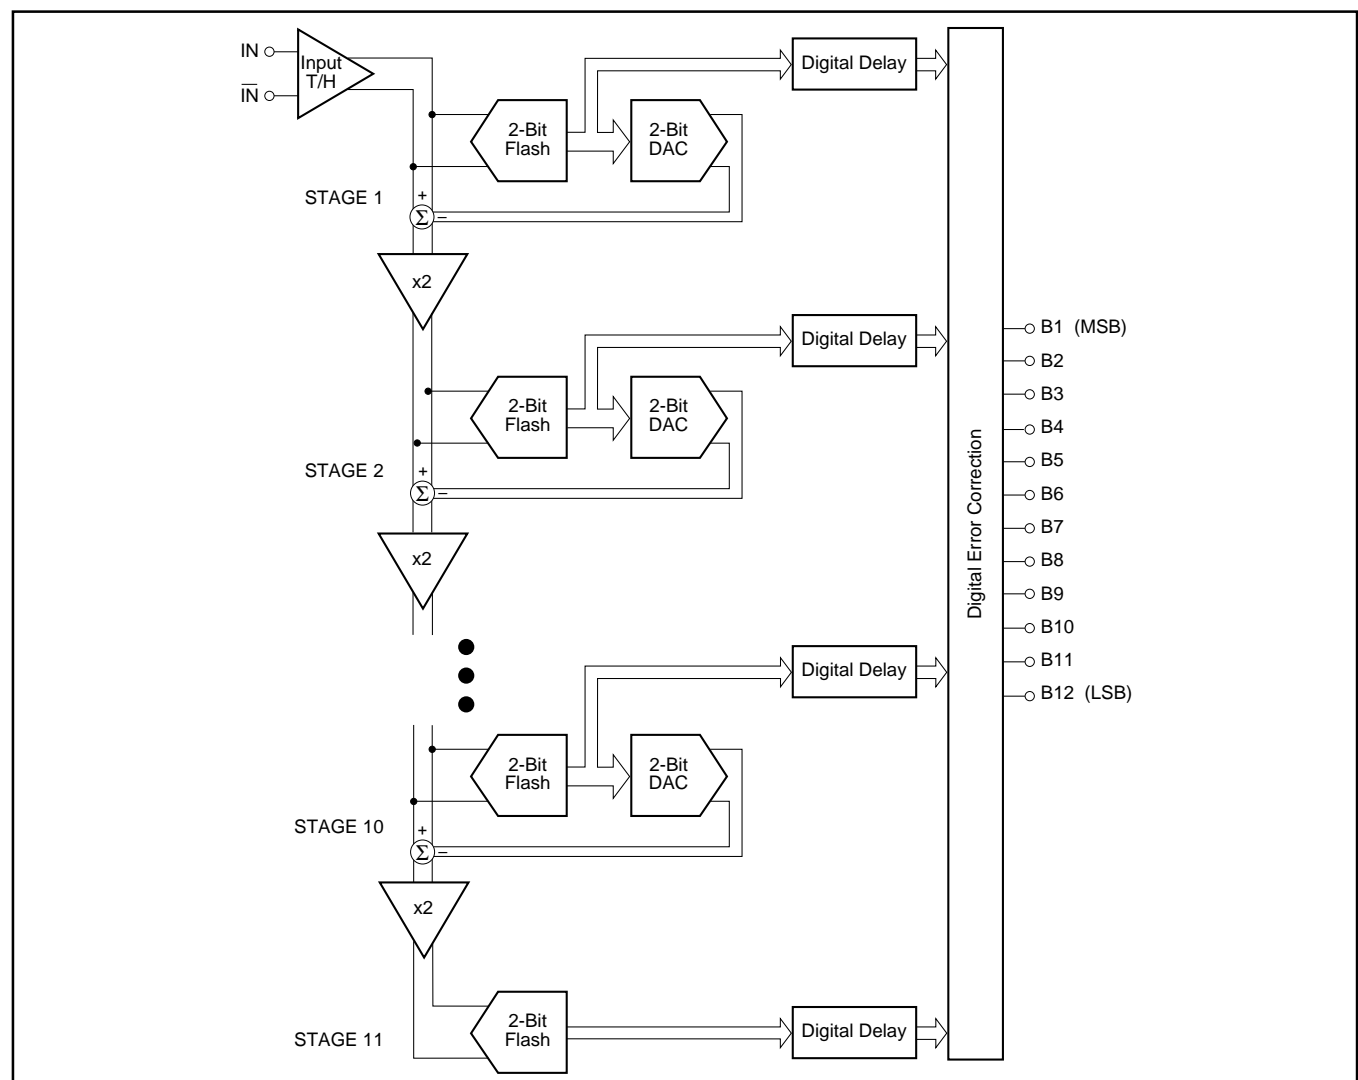 IN
Input
T/H
I̅N̅
Digital Delay
2-Bit
Flash
2-Bit
DAC
STAGE 1
+
Σ
–
x2
Digital Delay
B1 (MSB)
B2
2-Bit
Flash
2-Bit
DAC
B3
B4
B5
STAGE 2
+
Σ
–
B6
B7
x2
B8
B9
Digital Error Correction
B10
B11
Digital Delay
B12 (LSB)
2-Bit
Flash
2-Bit
DAC
STAGE 10
+
Σ
–
x2
2-Bit
Flash
Digital Delay
STAGE 11